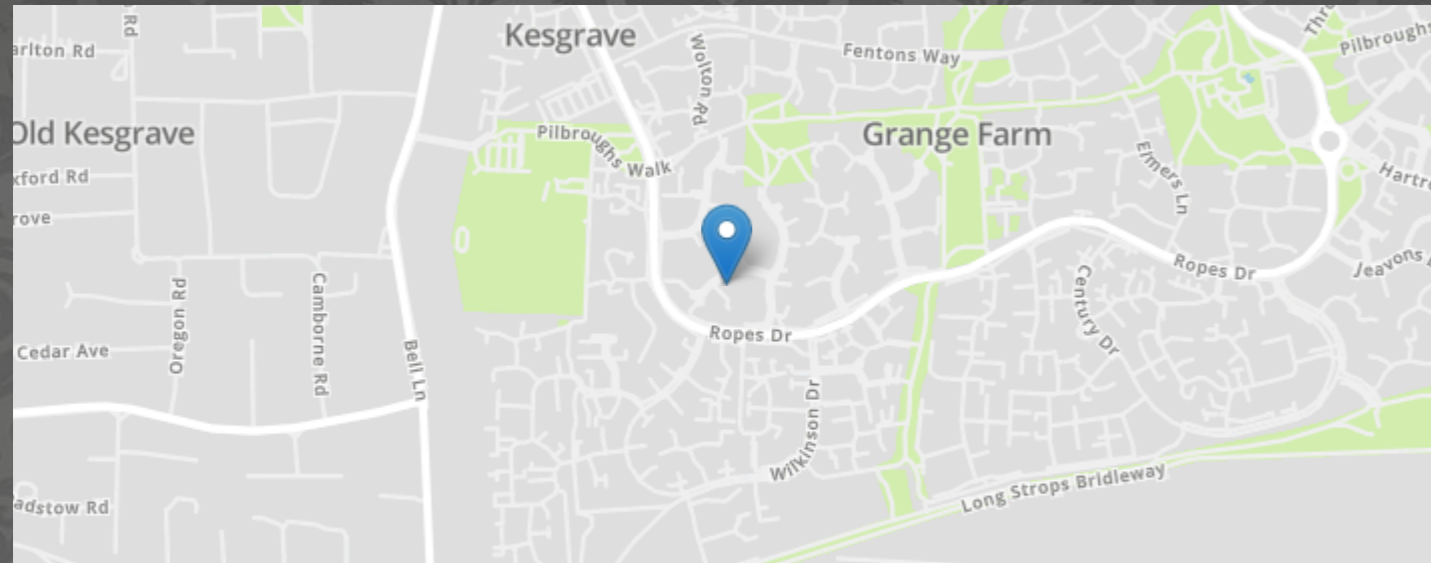 Rd
Kesgrave
Wolton Rd
Fentons Way
Pilbroughs
arlton Rd
Old Kesgrave
Pilbroughs Walk
Grange Farm
Elmers Ln
Hartre
xford Rd
rove
Ropes Dr
Jeavons
Oregon Rd
Camborne Rd
Century Dr
Cedar Ave
Bell Ln
Ropes Dr
Wilkinson Dr
Long Strops Bridleway
adstow Rd
Thro